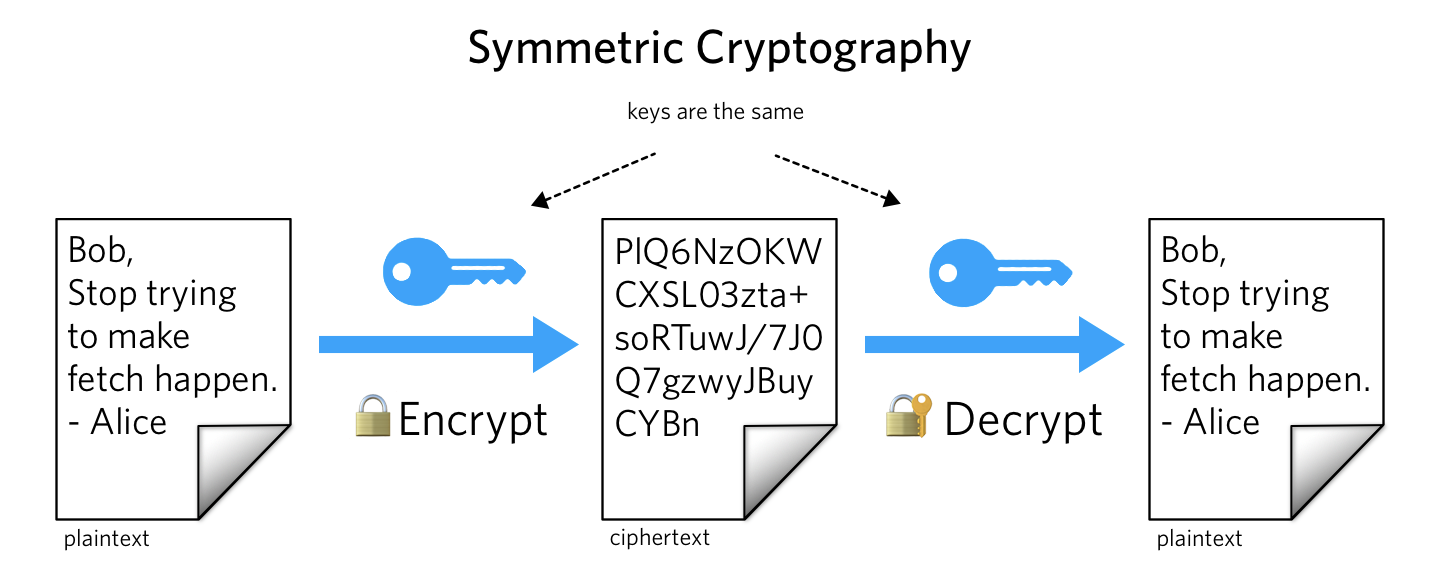 Symmetric Cryptography
keys are the same
Bob,
Stop trying
to make
fetch happen.
- Alice
plaintext
Encrypt
PlQ6NzOKW
CXSL03zta+
soRTuwJ/7J0
Q7gzwyJBuy
CYBn
ciphertext
Decrypt
Bob,
Stop trying
to make
fetch happen.
- Alice
plaintext